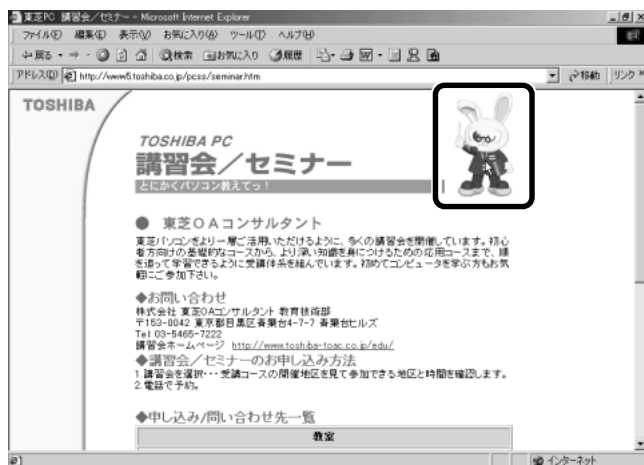 東芝PC 講習会／セミナー - Microsoft Internet Explorer
ファイル(F) 編集(E) 表示(V) お気に入り(A) ツール(T) ヘルプ(H)
戻る 検索 お気に入り 履歴
アドレス(D) http://www5.toshiba.co.jp/pcss/seminar.htm 移動 リンク
TOSHIBA
TOSHIBA PC
講習会／セミナー
とにかくパソコン教えてっ！
● 東芝OAコンサルタント
東芝パソコンをより一層ご活用いただけるように、多くの講習会を開催しています。初心
者方向けの基礎的なコースから、より深い知識を身につけるための応用コースまで、順
を追って学習できるように受講体系を組んでいます。初めてコンピュータを学ぶ方もお気
軽にご参加下さい。
◆お問い合わせ
株式会社 東芝OAコンサルタント 教育技術部
〒153-0042 東京都目黒区青葉台4-7-7 青葉台ヒルズ
Tel 03-5465-7222
講習会ホームページ http://www.toshiba-toac.co.jp/edu/
◆講習会／セミナーのお申し込み方法
1.講習会を選択・・・受講コースの開催地区を見て参加できる地区と時間を確認します。
2.電話で予約。
◆申し込み/問い合わせ先一覧
教室
インターネット